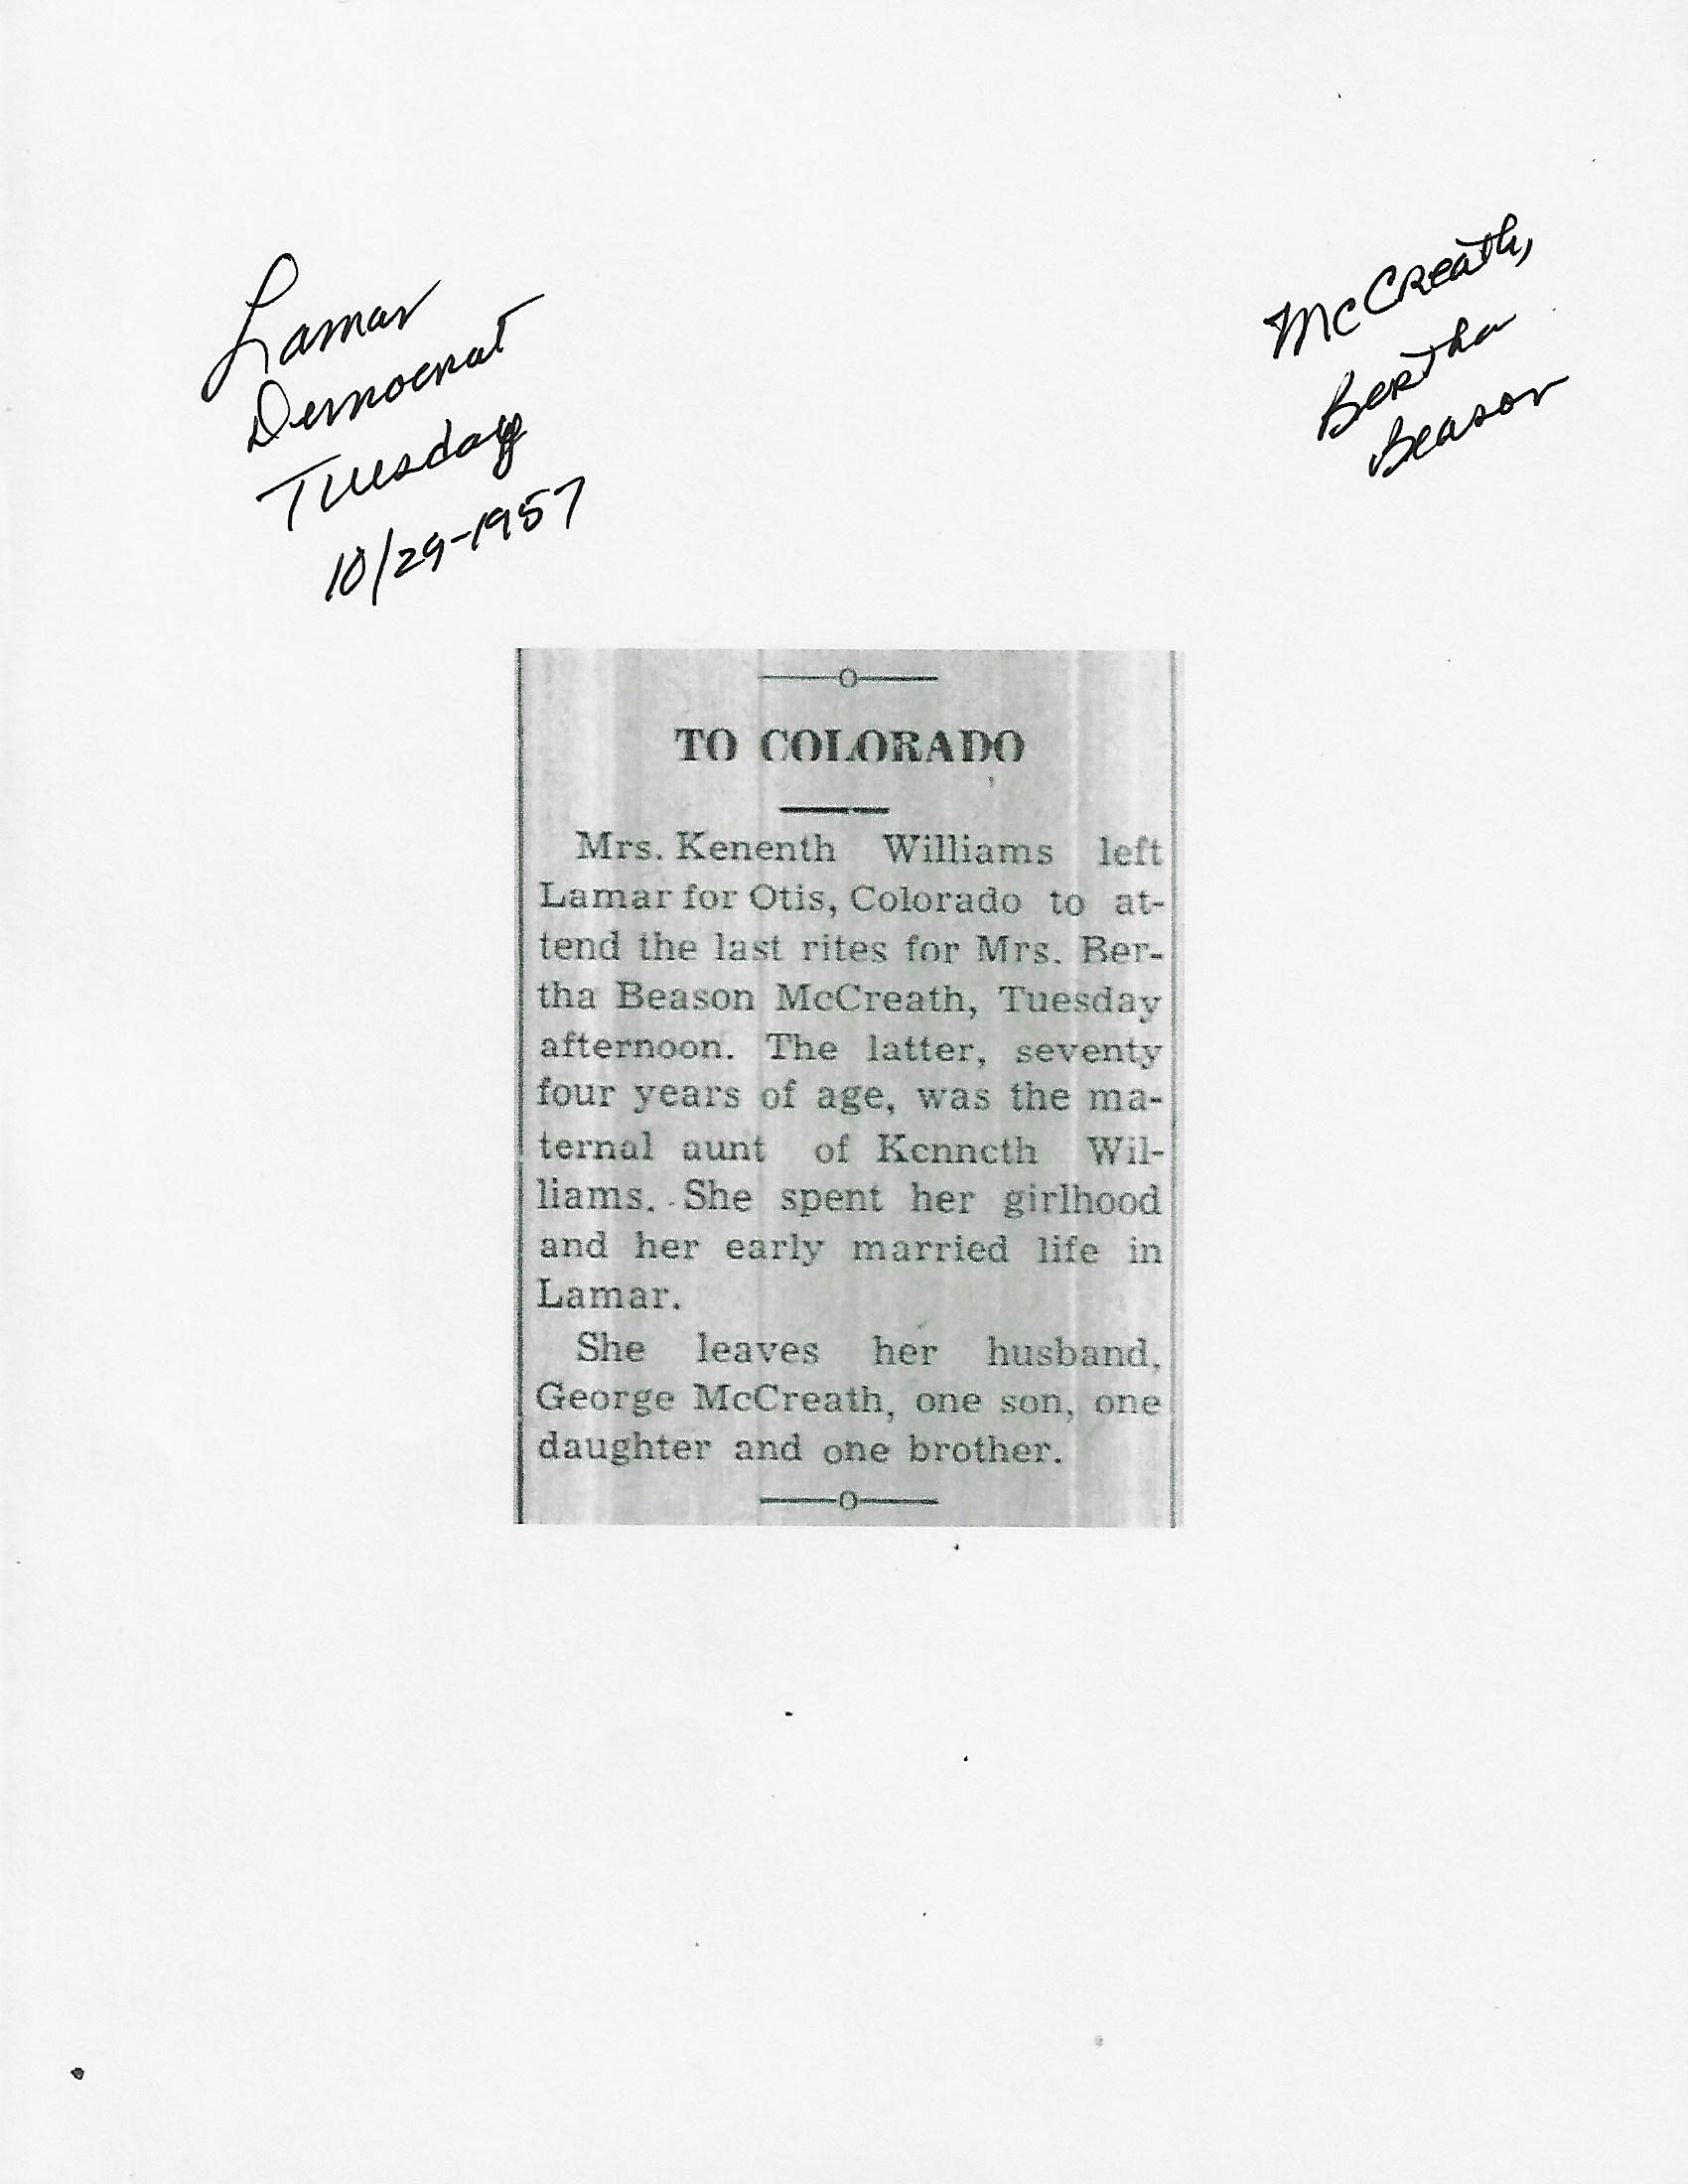 Lamar
Democrat
Tuesday
10/29-1957
McCreath,
Bertha
Beason
TO COLORADO
Mrs. Kenenth Williams left
Lamar for Otis, Colorado to at-
tend the last rites for Mrs. Ber-
tha Beason McCreath, Tuesday
afternoon. The latter, seventy
four years of age, was the ma-
ternal aunt of Kenneth Wil-
liams. She spent her girlhood
and her early married life in
Lamar.
She leaves her husband,
George McCreath, one son, one
daughter and one brother.